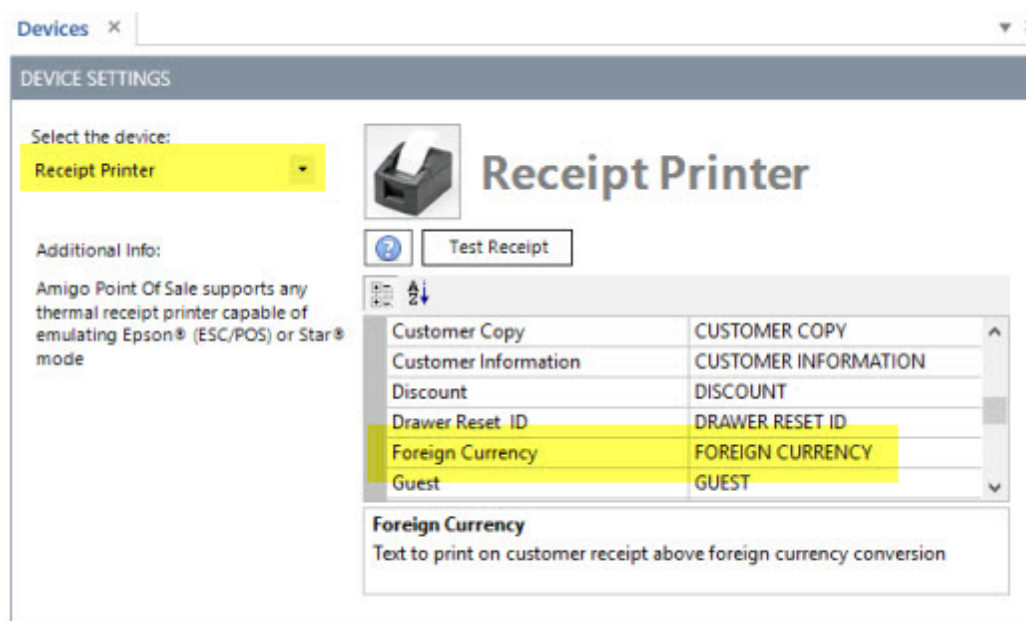 Devices ×
DEVICE SETTINGS
Select the device:
Receipt Printer
Additional Info:
Amigo Point Of Sale supports any
thermal receipt printer capable of
emulating Epson® (ESC/POS) or Star®
mode
Receipt Printer
? Test Receipt
A
Z
Customer Copy CUSTOMER COPY
Customer Information CUSTOMER INFORMATION
Discount DISCOUNT
Drawer Reset ID DRAWER RESET ID
Foreign Currency FOREIGN CURRENCY
Guest GUEST
Foreign Currency
Text to print on customer receipt above foreign currency conversion